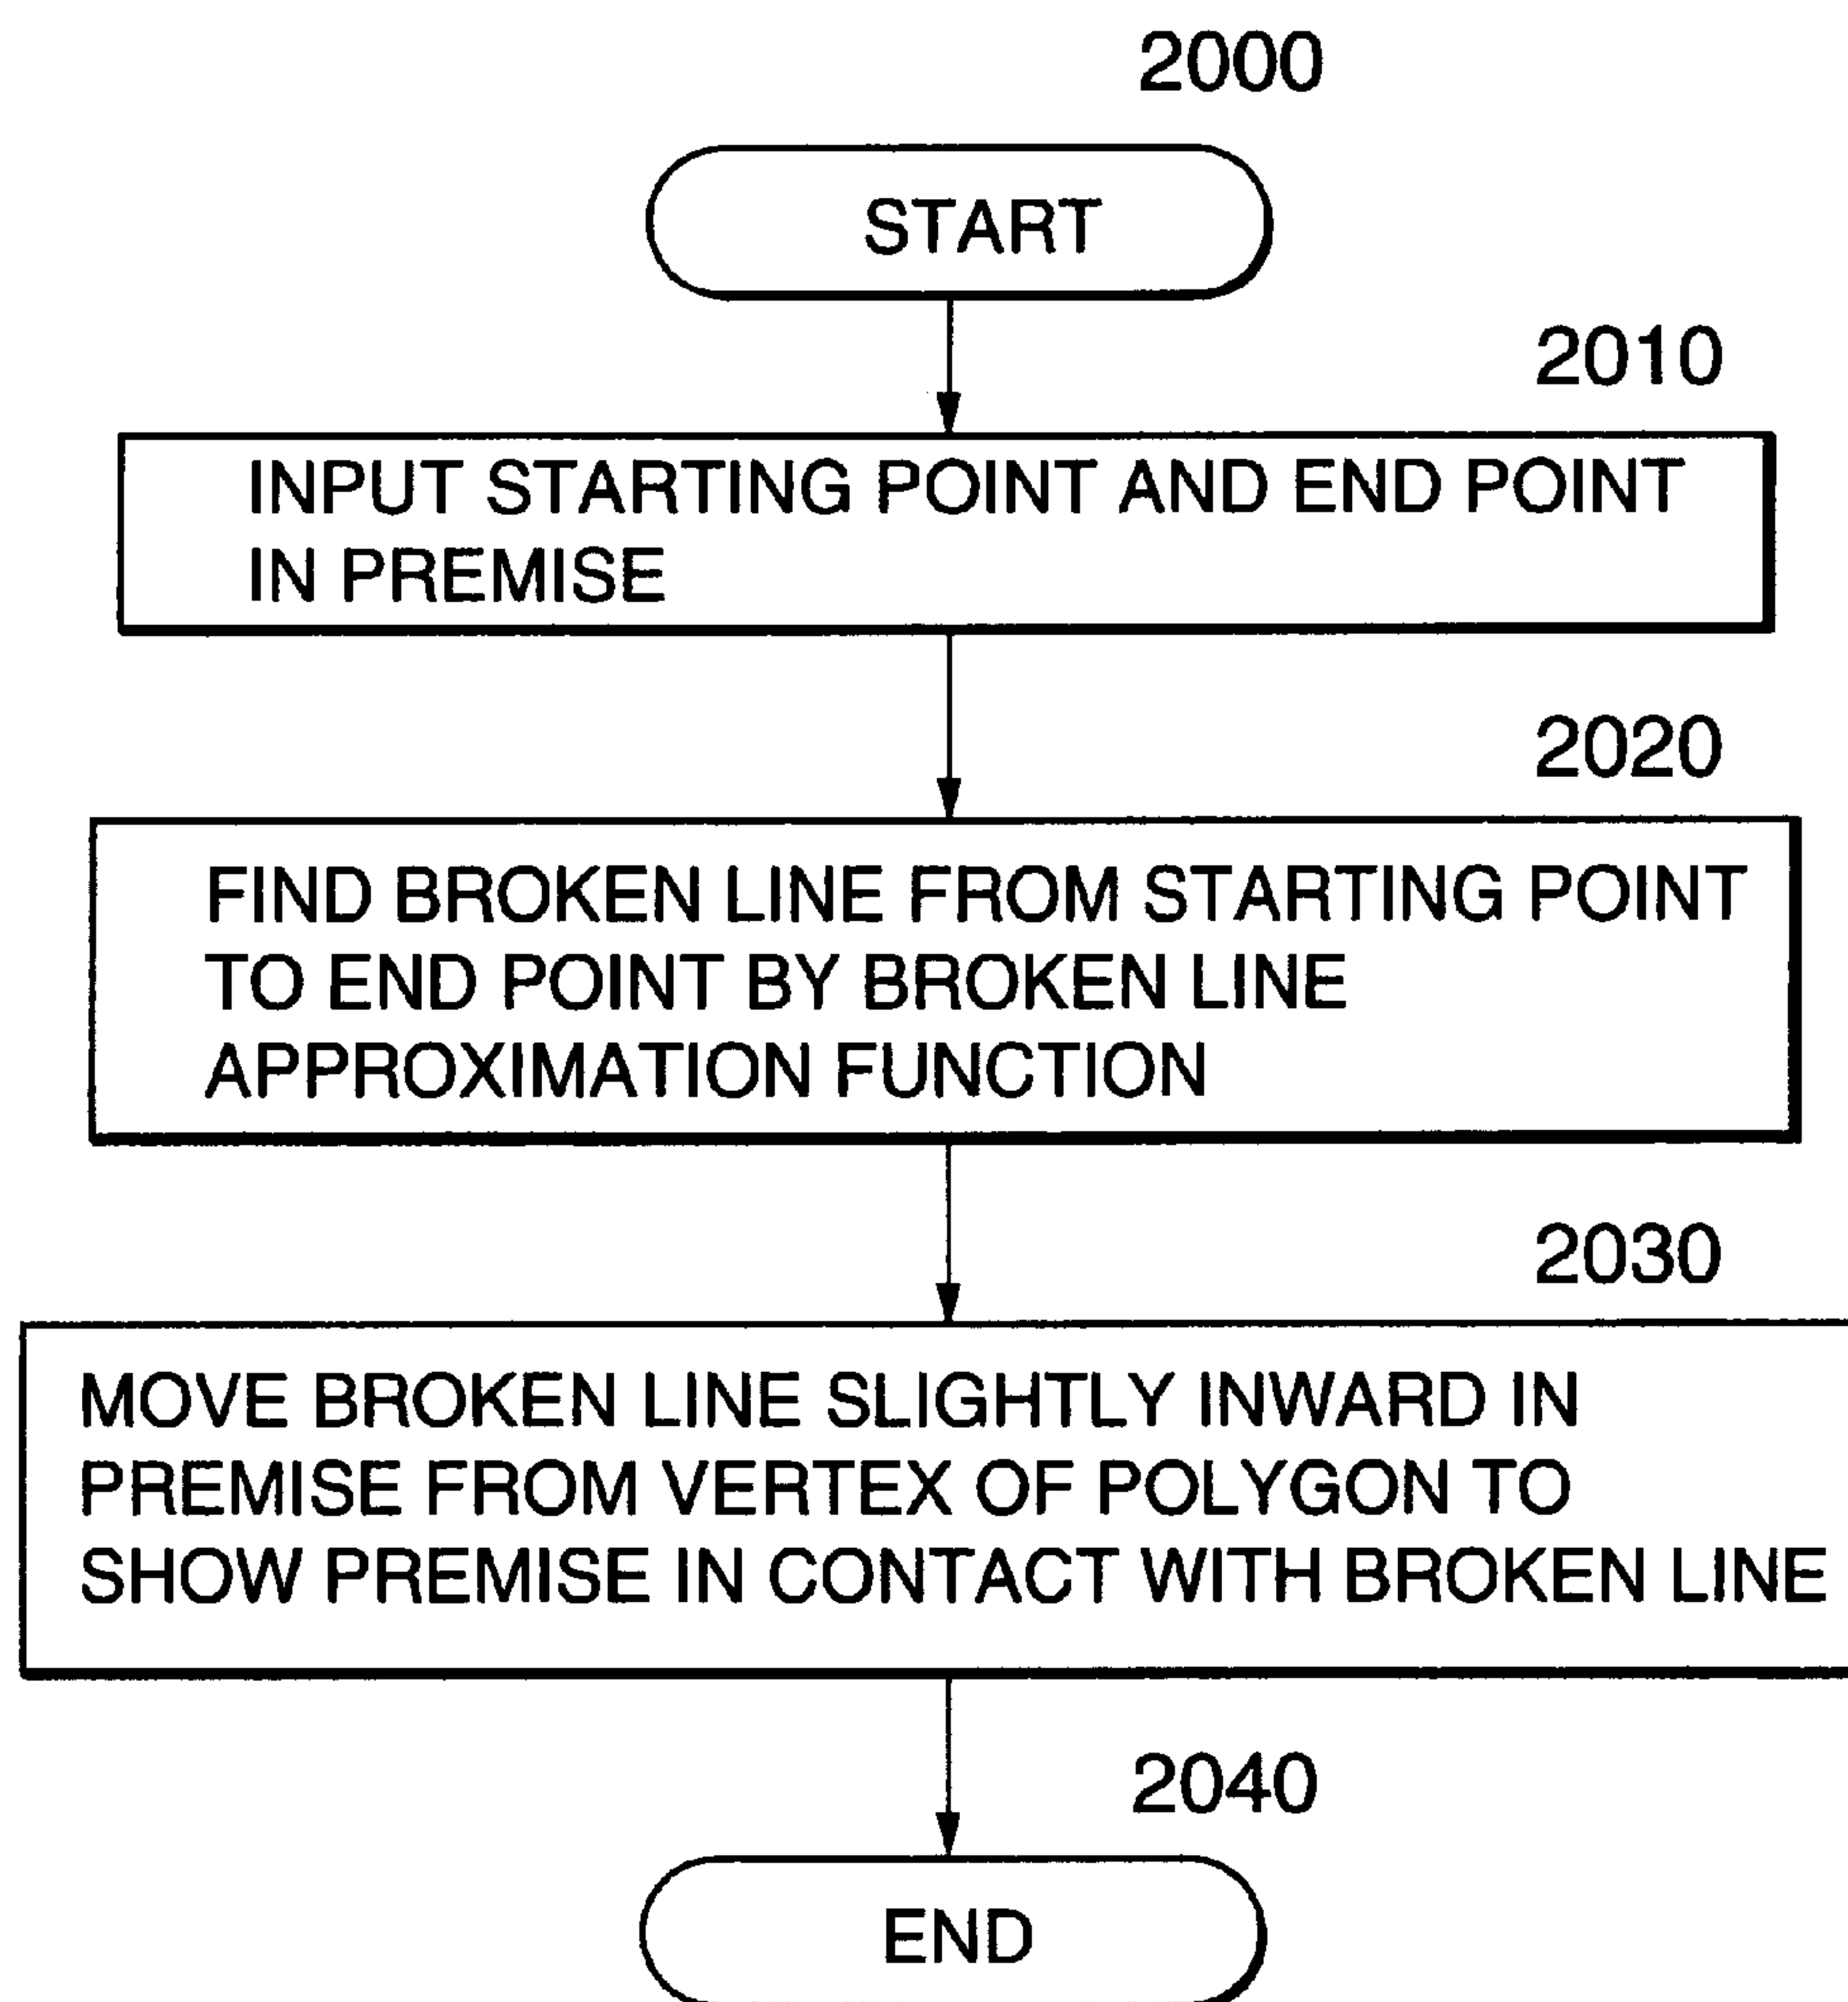 2000
START
2010
INPUT STARTING POINT AND END POINT
IN PREMISE
2020
FIND BROKEN LINE FROM STARTING POINT
TO END POINT BY BROKEN LINE
APPROXIMATION FUNCTION
2030
MOVE BROKEN LINE SLIGHTLY INWARD IN
PREMISE FROM VERTEX OF POLYGON TO
SHOW PREMISE IN CONTACT WITH BROKEN LINE
2040
END